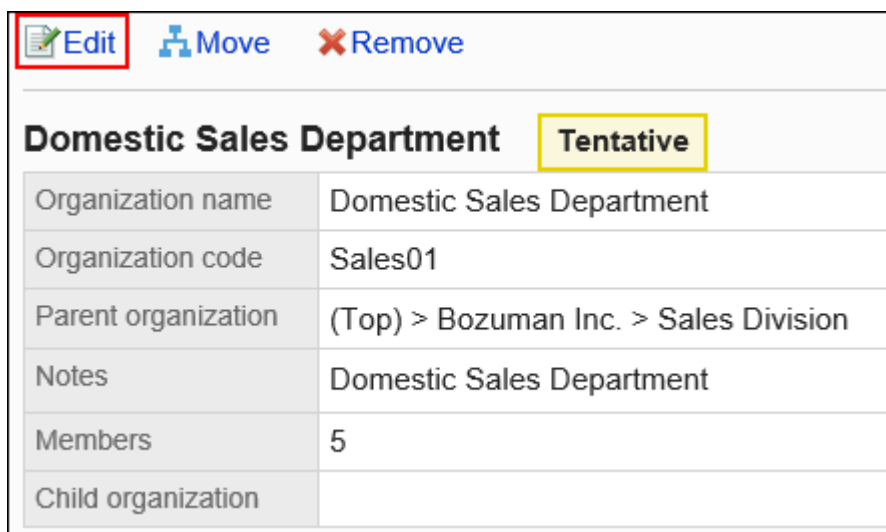 Edit Move Remove
Domestic Sales Department Tentative
Organization name Domestic Sales Department
Organization code Sales01
Parent organization (Top) > Bozuman Inc. > Sales Division
Notes Domestic Sales Department
Members 5
Child organization